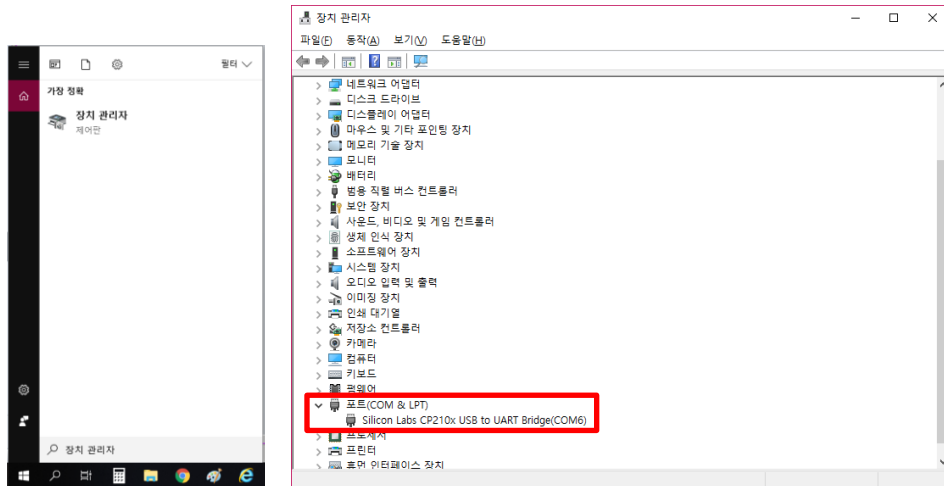 필터
가장 정확
장치 관리자
제어판
장치 관리자
장치 관리자
파일(F) 동작(A) 보기(V) 도움말(H)
네트워크 어댑터
디스크 드라이브
디스플레이 어댑터
마우스 및 기타 포인팅 장치
메모리 기술 장치
모니터
배터리
범용 직렬 버스 컨트롤러
보안 장치
사운드, 비디오 및 게임 컨트롤러
생체 인식 장치
소프트웨어 장치
시스템 장치
오디오 입력 및 출력
이미징 장치
인쇄 대기열
저장소 컨트롤러
카메라
컴퓨터
키보드
펌웨어
포트(COM & LPT)
Silicon Labs CP210x USB to UART Bridge(COM6)
프로세서
프린터
휴먼 인터페이스 장치